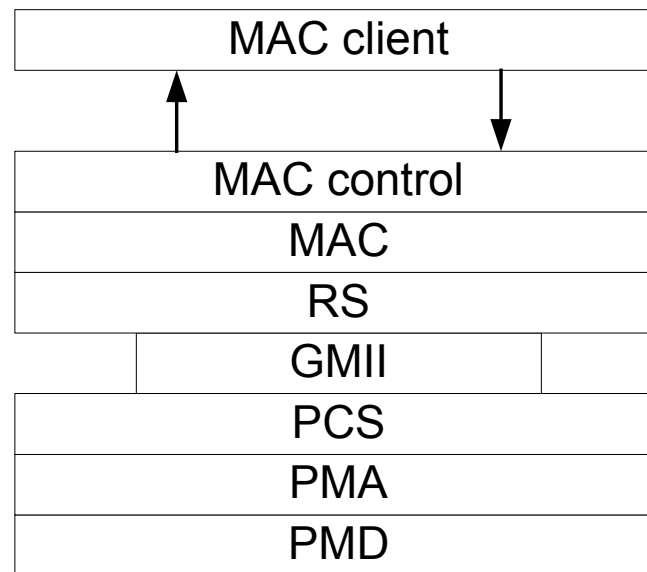 MAC client
MAC control
MAC
RS
GMII
PCS
PMA
PMD